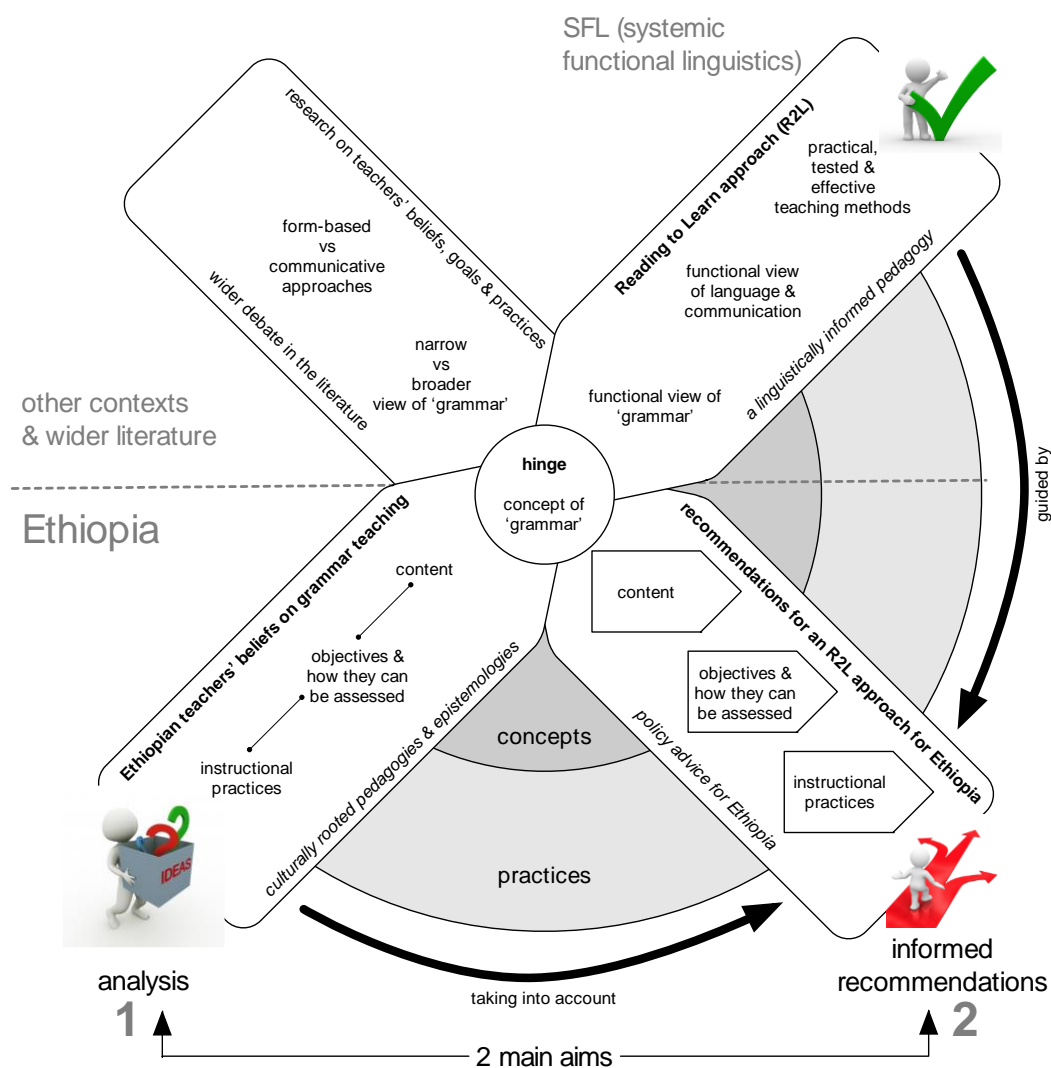 SFL (systemic
functional linguistics)
research on teachers' beliefs, goals & practices
form-based
vs
communicative
approaches
narrow
vs
broader
view of 'grammar'
wider debate in the literature
Reading to Learn approach (R2L)
practical,
tested &
effective
teaching methods
functional view
of language &
communication
functional view of
'grammar'
a linguistically informed pedagogy
other contexts
& wider literature
hinge
concept of
'grammar'
guided by
Ethiopia
Ethiopian teachers' beliefs on grammar teaching
content
objectives &
how they can
be assessed
instructional
practices
culturally rooted pedagogies & epistemologies
concepts
practices
recommendations for an R2L approach for Ethiopia
content
objectives &
how they can
be assessed
instructional
practices
policy advice for Ethiopia
IDEAS
analysis
1
taking into account
informed
recommendations
2
2 main aims